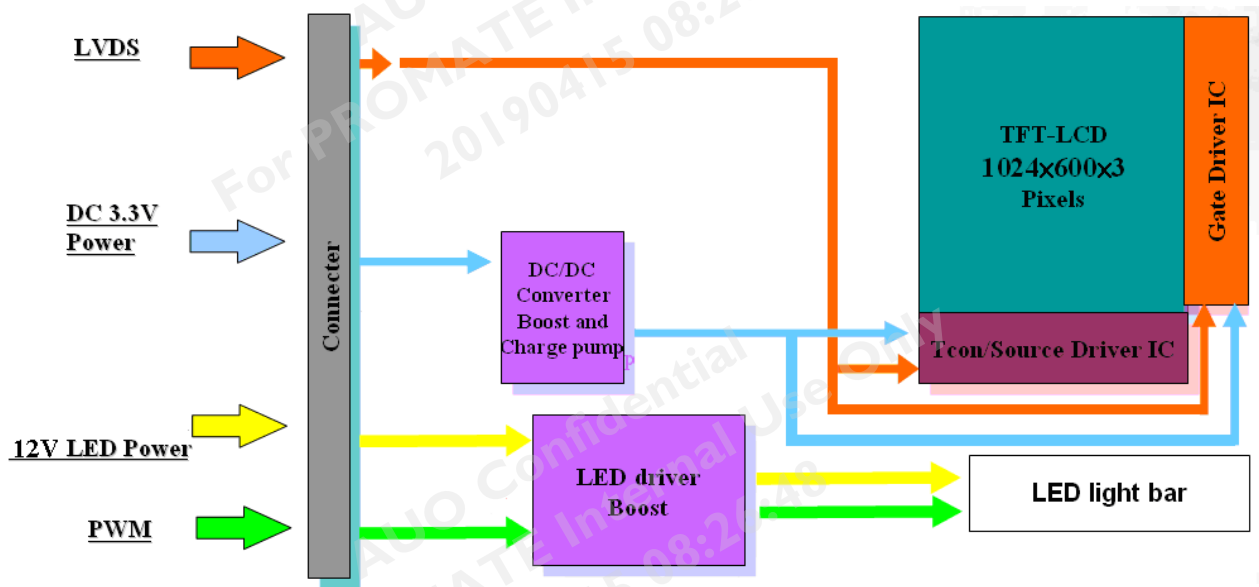 LVDS
DC 3.3V
Power
12V LED Power
PWM
Connecter
DC/DC
Converter
Boost and
Charge pump
P
LED driver
Boost
TFT-LCD
1024x600x3
Pixels
Gate Driver IC
Tcon/Source Driver IC
LED light bar
For PROMATE In
20190415 08:2
AUO Confidential
PROMATE Internal Use Only
5 08:26:48